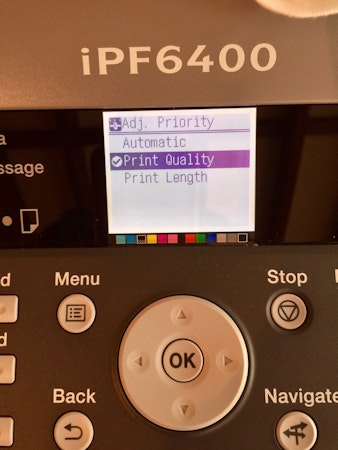 iPF6400
Adj. Priority
Automatic
Print Quality
Print Length
Menu
Stop
OK
Back
Navigate